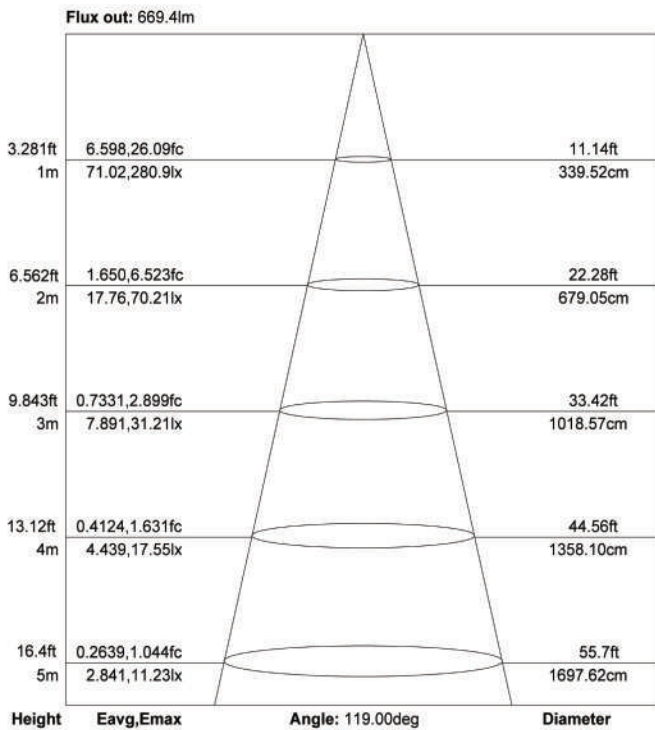 Flux out: 669.4lm
3.281ft 6.598,26.09fc 11.14ft
1m 71.02,280.9lx 339.52cm
6.562ft 1.650,6.523fc 22.28ft
2m 17.76,70.21lx 679.05cm
9.843ft 0.7331,2.899fc 33.42ft
3m 7.891,31.21lx 1018.57cm
13.12ft 0.4124,1.631fc 44.56ft
4m 4.439,17.55lx 1358.10cm
16.4ft 0.2639,1.044fc 55.7ft
5m 2.841,11.23lx 1697.62cm
Height Eavg,Emax Angle: 119.00deg Diameter